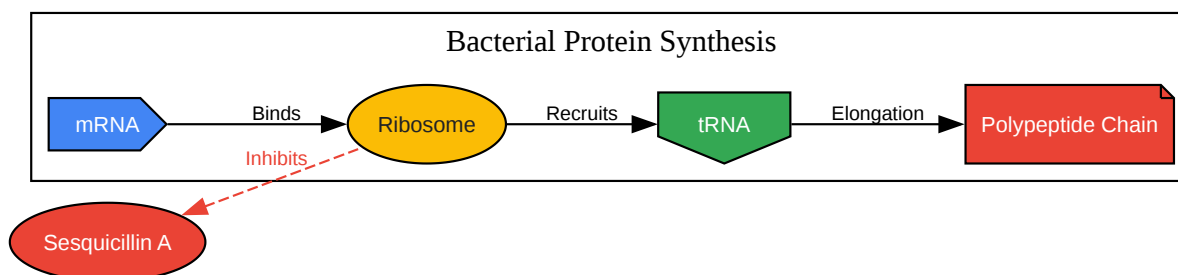 Bacterial Protein Synthesis
mRNA
Binds
Ribosome
Recruits
tRNA
Elongation
Polypeptide Chain
Inhibits
Sesquicillin A